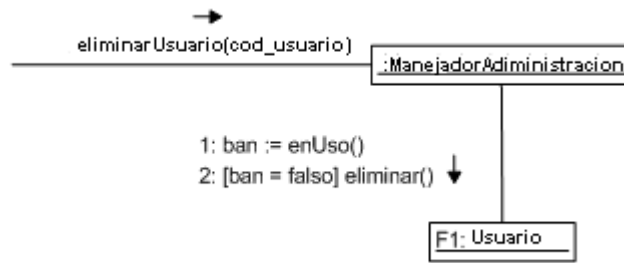 eliminarUsuario(cod_usuario)
:ManejadorAdiministracion
1: ban := enUso()
2: [ban = falso] eliminar()
F1: Usuario